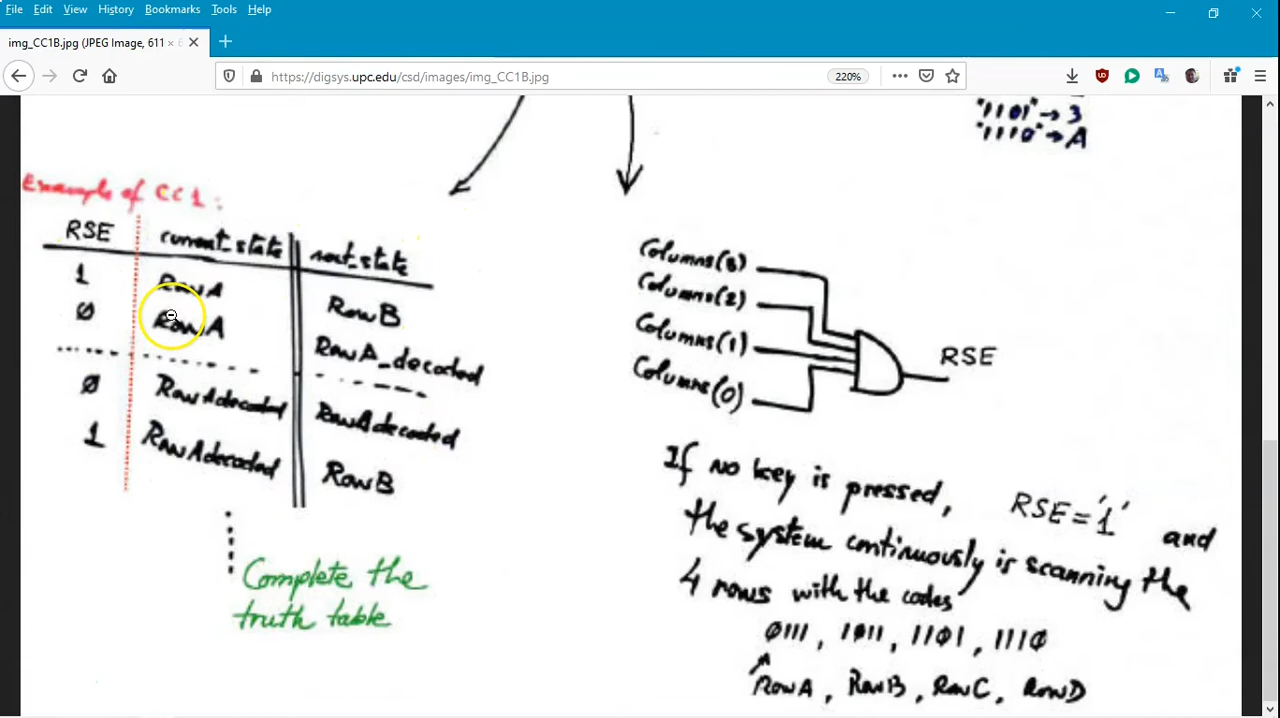 File Edit View History Bookmarks Tools Help
img_CC1B.jpg (JPEG Image, 611 ×
https://digsys.upc.edu/csd/images/img_CC1B.jpg
220%
"1101" → 3
"1110" → A
Example of CC1:
RSE current_state next_state
1 RowA RowB
0 RowA RowA_decoded
0 RowAdecoded RowAdecoded
1 RowAdecoded RowB
Complete the
truth table
Columns(3)
Columns(2)
Columns(1)
Columns(0)
RSE
If no key is pressed, RSE='1' and
the system continuously is scanning the
4 rows with the codes
0111, 1011, 1101, 1110
RowA, RowB, RowC, RowD